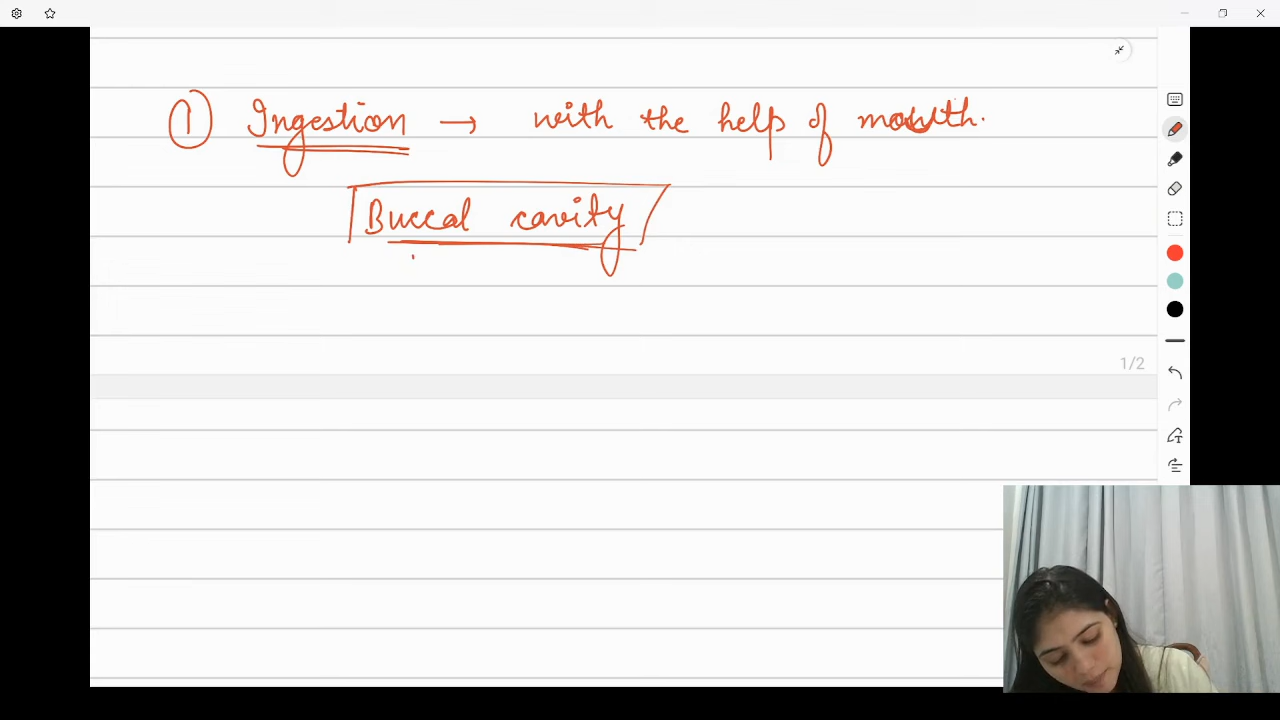 ① Ingestion → with the help of mouth.
Buccal cavity
1/2